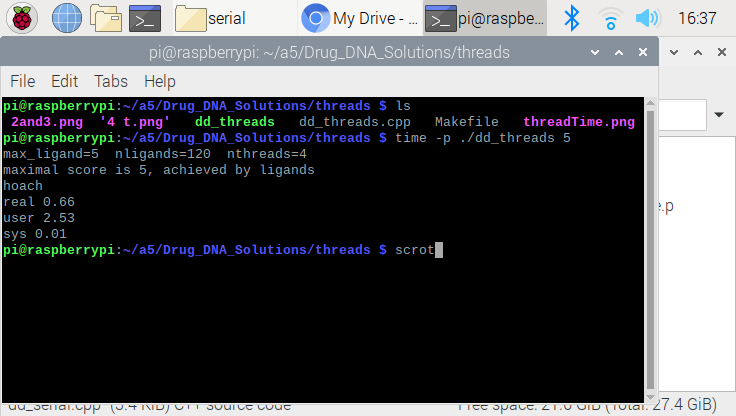 serial
My Drive - ...
pi@raspbe...
16:37
pi@raspberrypi: ~/a5/Drug_DNA_Solutions/threads
File Edit Tabs Help
pi@raspberrypi:~/a5/Drug_DNA_Solutions/threads $ ls
2and3.png '4 t.png' dd_threads dd_threads.cpp Makefile threadTime.png
pi@raspberrypi:~/a5/Drug_DNA_Solutions/threads $ time -p ./dd_threads 5
max_ligand=5 nligands=120 nthreads=4
maximal score is 5, achieved by ligands
hoach
real 0.66
user 2.53
sys 0.01
pi@raspberrypi:~/a5/Drug_DNA_Solutions/threads $ scrot
e.p
dd_serial.cpp" (5.4 KiB) C++ source code
Free space: 21.6 GiB (Total: 27.4 GiB)